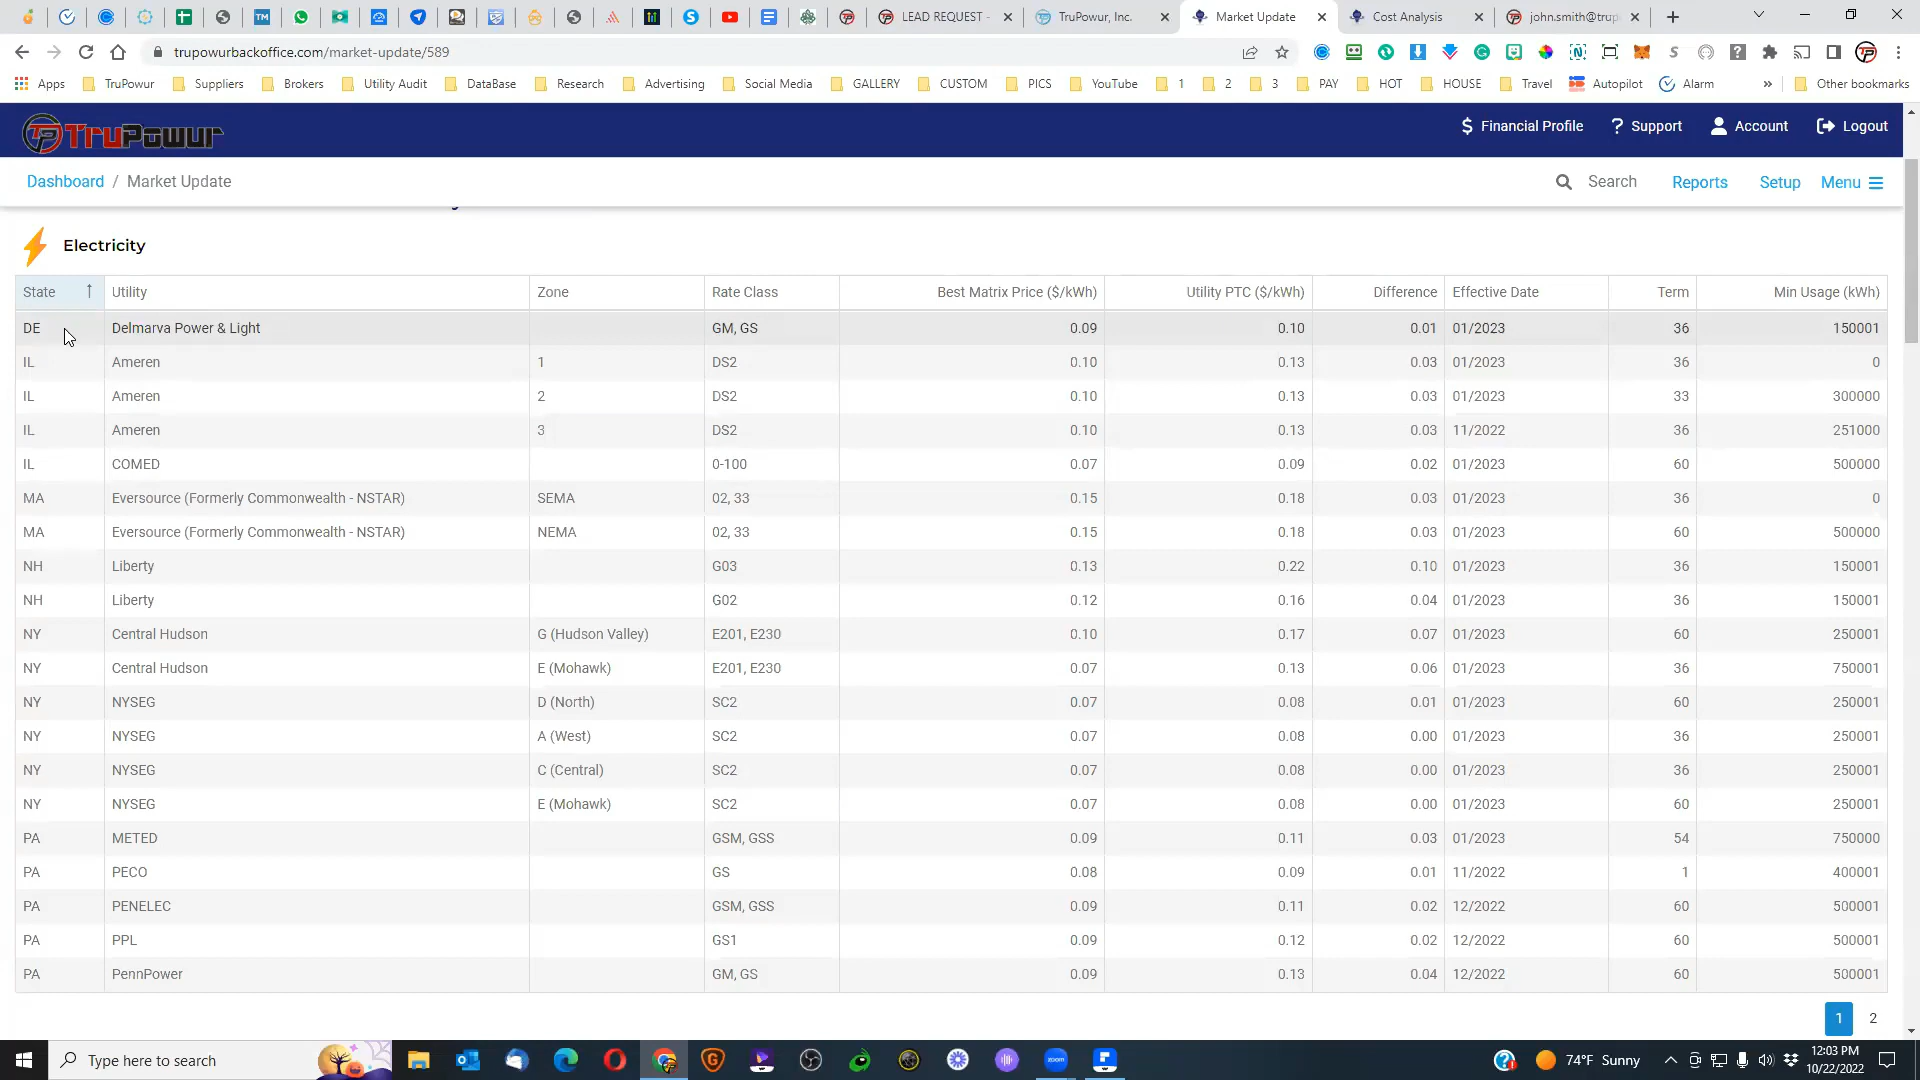 LEAD REQUEST -
TruPowur, Inc.
Market Update
Cost Analysis
john.smith@trup
trupowurbackoffice.com/market-update/589
Apps
TruPowur
Suppliers
Brokers
Utility Audit
DataBase
Research
Advertising
Social Media
GALLERY
CUSTOM
PICS
YouTube
1
2
3
PAY
HOT
HOUSE
Travel
Autopilot
Alarm
»
Other bookmarks
TruPowur
$ Financial Profile
? Support
Account
Logout
Dashboard / Market Update
Search
Reports
Setup
Menu
Electricity
State ↑ Utility Zone Rate Class Best Matrix Price ($/kWh) Utility PTC ($/kWh) Difference Effective Date Term Min Usage (kWh)
DE Delmarva Power & Light GM, GS 0.09 0.10 0.01 01/2023 36 150001
IL Ameren 1 DS2 0.10 0.13 0.03 01/2023 36 0
IL Ameren 2 DS2 0.10 0.13 0.03 01/2023 33 300000
IL Ameren 3 DS2 0.10 0.13 0.03 11/2022 36 251000
IL COMED 0-100 0.07 0.09 0.02 01/2023 60 500000
MA Eversource (Formerly Commonwealth - NSTAR) SEMA 02, 33 0.15 0.18 0.03 01/2023 36 0
MA Eversource (Formerly Commonwealth - NSTAR) NEMA 02, 33 0.15 0.18 0.03 01/2023 60 500000
NH Liberty G03 0.13 0.22 0.10 01/2023 36 150001
NH Liberty G02 0.12 0.16 0.04 01/2023 36 150001
NY Central Hudson G (Hudson Valley) E201, E230 0.10 0.17 0.07 01/2023 60 250001
NY Central Hudson E (Mohawk) E201, E230 0.07 0.13 0.06 01/2023 36 750001
NY NYSEG D (North) SC2 0.07 0.08 0.01 01/2023 60 250001
NY NYSEG A (West) SC2 0.07 0.08 0.00 01/2023 36 250001
NY NYSEG C (Central) SC2 0.07 0.08 0.00 01/2023 36 250001
NY NYSEG E (Mohawk) SC2 0.07 0.08 0.00 01/2023 60 250001
PA METED GSM, GSS 0.09 0.11 0.03 01/2023 54 750000
PA PECO GS 0.08 0.09 0.01 11/2022 1 400001
PA PENELEC GSM, GSS 0.09 0.11 0.02 12/2022 60 500001
PA PPL GS1 0.09 0.12 0.02 12/2022 60 500001
PA PennPower GM, GS 0.09 0.13 0.04 12/2022 60 500001
1 2
Type here to search
74°F Sunny
12:03 PM
10/22/2022